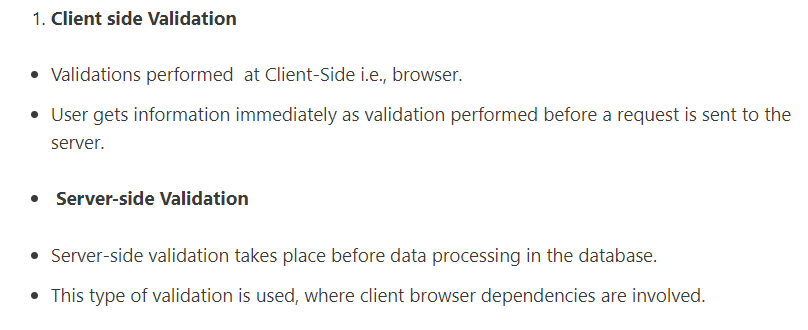 1. Client side Validation
• Validations performed  at Client-Side i.e., browser.
• User gets information immediately as validation performed before a request is sent to the
server.
• Server-side Validation
• Server-side validation takes place before data processing in the database.
• This type of validation is used, where client browser dependencies are involved.